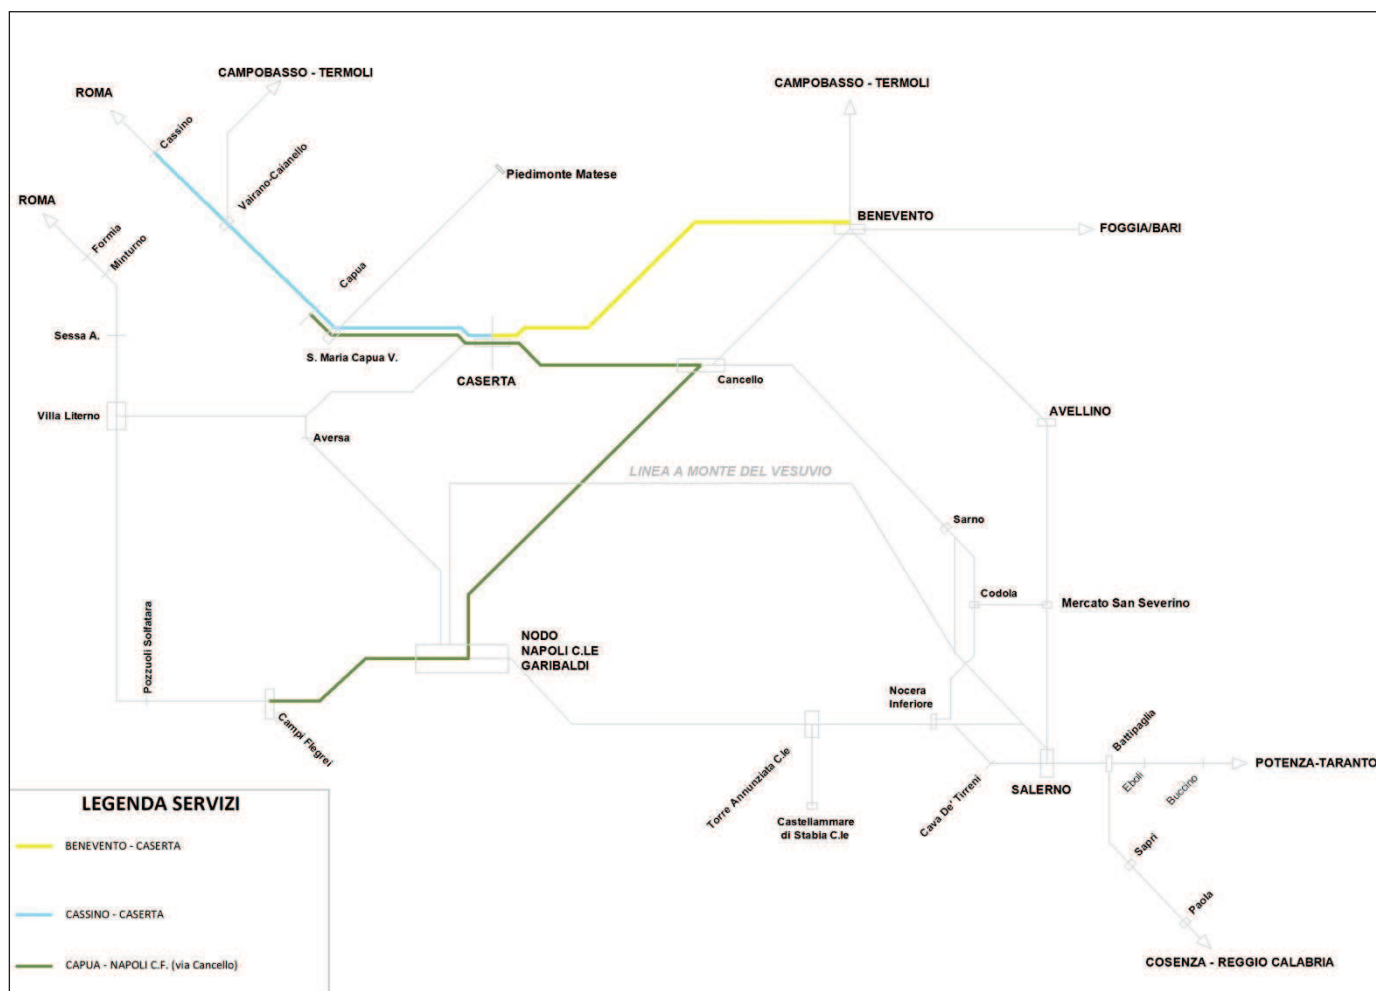 CAMPOBASSO - TERMOLI
CAMPOBASSO - TERMOLI
ROMA
Cassino
Vairano-Caianello
Piedimonte Matese
ROMA
Formia
Minturno
BENEVENTO
FOGGIA/BARI
Capua
Sessa A.
S. Maria Capua V.
CASERTA
Cancello
Villa Literno
Aversa
AVELLINO
LINEA A MONTE DEL VESUVIO
Sarno
Codola
Mercato San Severino
Pozzuoli Solfatara
NODO
NAPOLI C.LE
GARIBALDI
Campi Flegrei
Nocera
Inferiore
Torre Annunziata C.le
Castellammare
di Stabia C.le
Cava De' Tirreni
SALERNO
Battipaglia
Eboli
Buccino
POTENZA-TARANTO
Sapri
Paola
COSENZA - REGGIO CALABRIA
LEGENDA SERVIZI
BENEVENTO - CASERTA
CASSINO - CASERTA
CAPUA - NAPOLI C.F. (via Cancello)